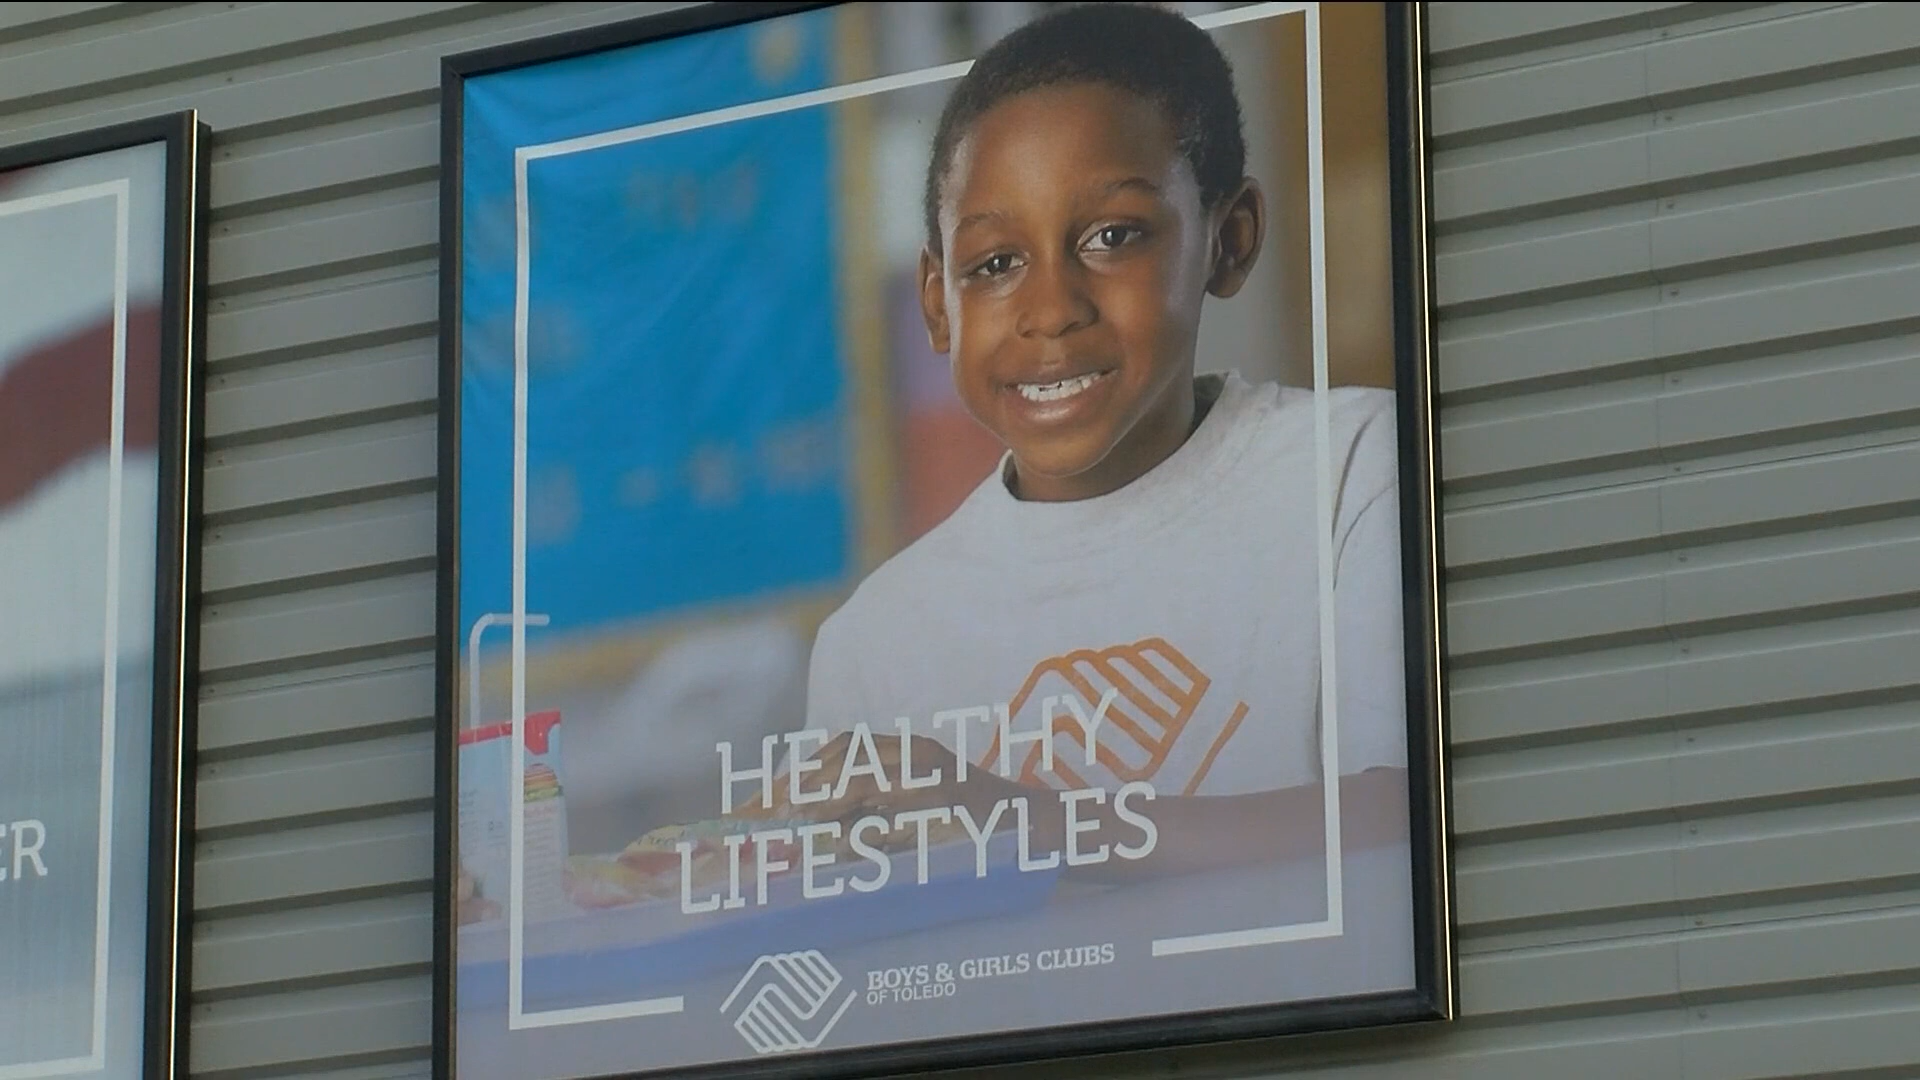 ER
HEALTHY
LIFESTYLES
BOYS & GIRLS CLUBS
OF TOLEDO